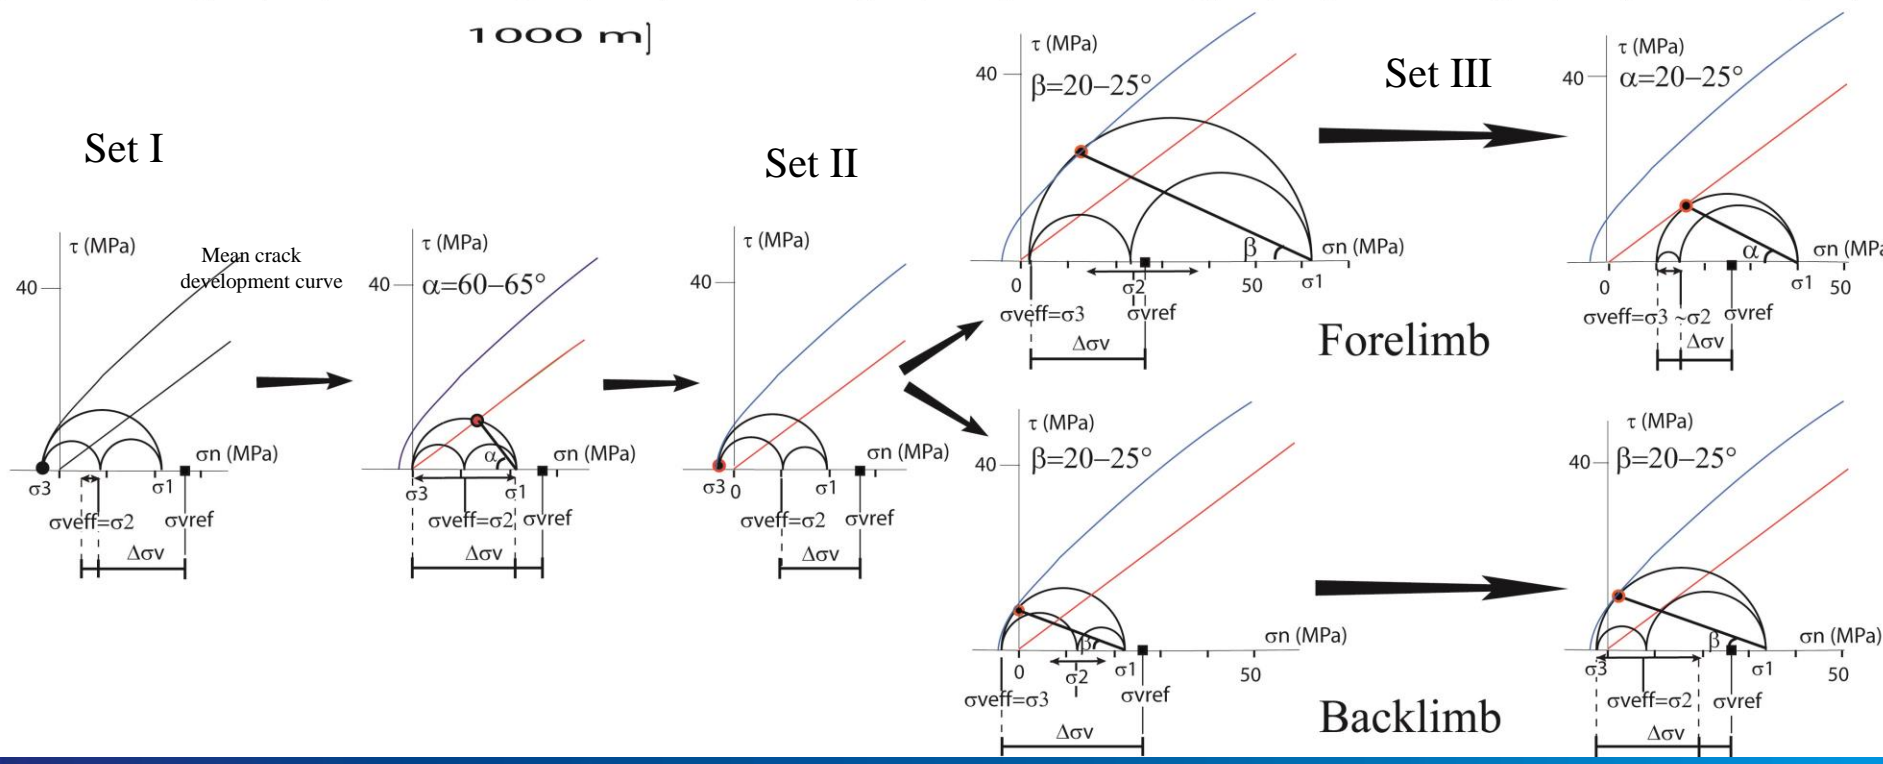 1000 m]
Set I
τ (MPa)
40
Mean crack
development curve
σn (MPa)
σ3
σ1
σveff=σ2
σvref
Δσv
τ (MPa)
40
α=60–65°
α
σn (MPa)
σ3
σ1
σveff=σ2
σvref
Δσv
Set II
τ (MPa)
40
σn (MPa)
σ3
0
σ1
σveff=σ2
σvref
Δσv
τ (MPa)
40
β=20–25°
β
σn (MPa)
0
σ2
50
σ1
σveff=σ3
σvref
Δσv
Forelimb
Set III
τ (MPa)
40
α=20–25°
α
σn (MPa
0
σ1
50
σveff=σ3
~σ2
σvref
Δσv
τ (MPa)
40
β=20–25°
β
σn (MPa)
0
σ2
σ1
50
σveff=σ3
σvref
Δσv
Backlimb
τ (MPa)
40
β=20–25°
β
σn (MPa)
σ3
σ1
50
σveff=σ2
σvref
Δσv